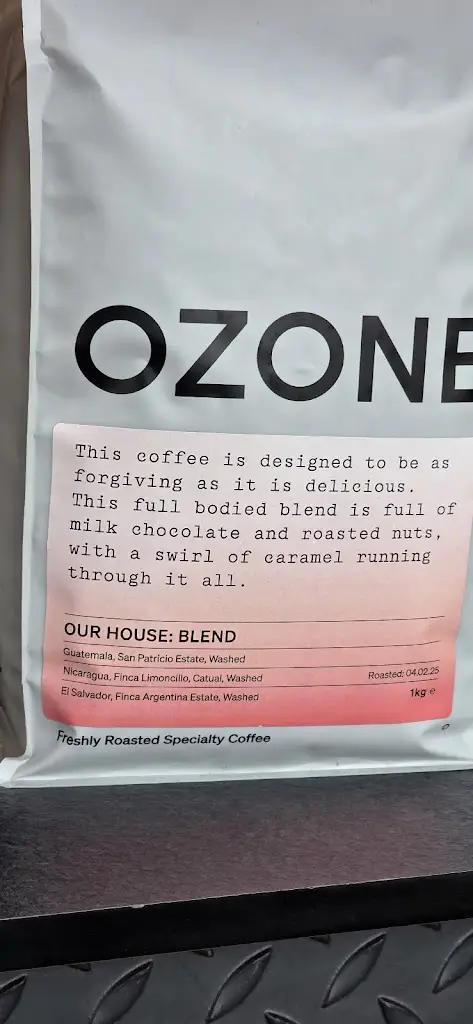 OZONE
This coffee is designed to be as
forgiving as it is delicious.
This full bodied blend is full of
milk chocolate and roasted nuts,
with a swirl of caramel running
through it all.
OUR HOUSE: BLEND
Guatemala, San Patricio Estate, Washed
Nicaragua, Finca Limoncillo, Catuai, Washed
Roasted: 04.02.25
El Salvador, Finca Argentina Estate, Washed
1kg ℮
Freshly Roasted Specialty Coffee